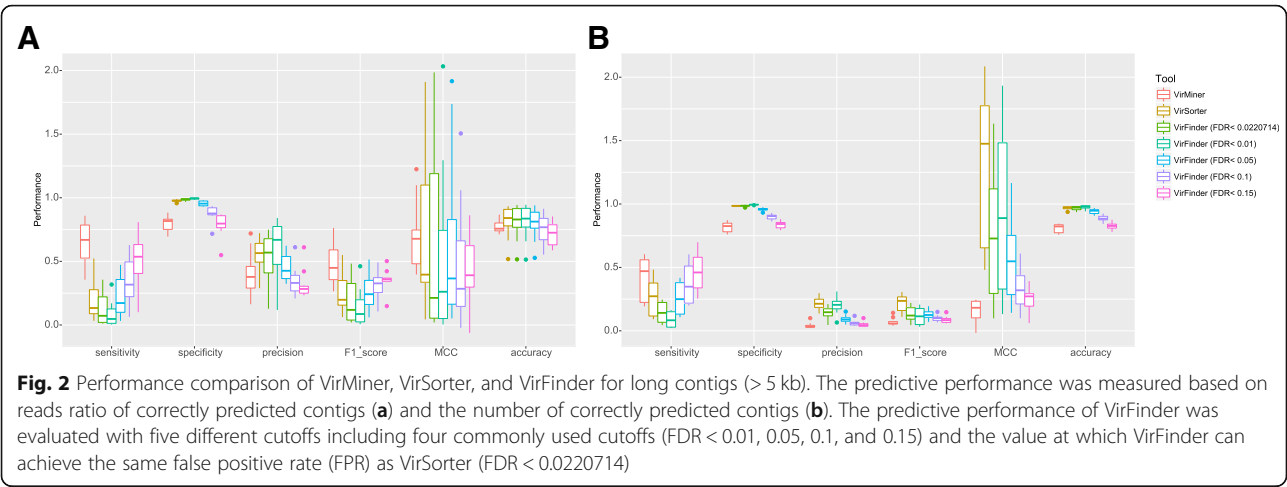 A
B
2.0
1.5
1.0
0.5
0.0
Performance
sensitivity specificity precision F1_score MCC accuracy
2.0
1.5
1.0
0.5
0.0
Performance
sensitivity specificity precision F1_score MCC accuracy
Tool
VirMiner
VirSorter
VirFinder (FDR< 0.0220714)
VirFinder (FDR< 0.01)
VirFinder (FDR< 0.05)
VirFinder (FDR< 0.1)
VirFinder (FDR< 0.15)
Fig. 2 Performance comparison of VirMiner, VirSorter, and VirFinder for long contigs (> 5 kb). The predictive performance was measured based on
reads ratio of correctly predicted contigs (a) and the number of correctly predicted contigs (b). The predictive performance of VirFinder was
evaluated with five different cutoffs including four commonly used cutoffs (FDR < 0.01, 0.05, 0.1, and 0.15) and the value at which VirFinder can
achieve the same false positive rate (FPR) as VirSorter (FDR < 0.0220714)